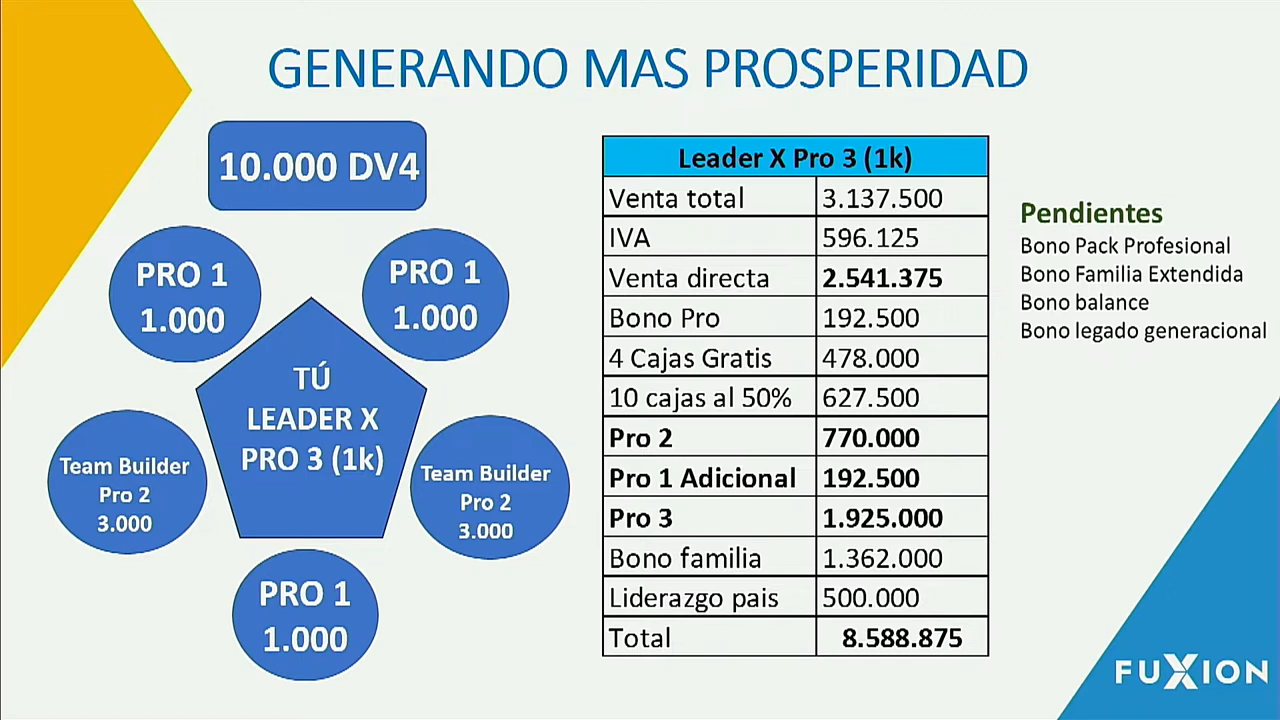 GENERANDO MAS PROSPERIDAD
10.000 DV4
PRO 1
1.000
PRO 1
1.000
TÚ
LEADER X
PRO 3 (1k)
Team Builder
Pro 2
3.000
Team Builder
Pro 2
3.000
PRO 1
1.000
Leader X Pro 3 (1k)
Venta total 3.137.500
IVA 596.125
Venta directa 2.541.375
Bono Pro 192.500
4 Cajas Gratis 478.000
10 cajas al 50% 627.500
Pro 2 770.000
Pro 1 Adicional 192.500
Pro 3 1.925.000
Bono familia 1.362.000
Liderazgo pais 500.000
Total 8.588.875
Pendientes
Bono Pack Profesional
Bono Familia Extendida
Bono balance
Bono legado generacional
FUXION